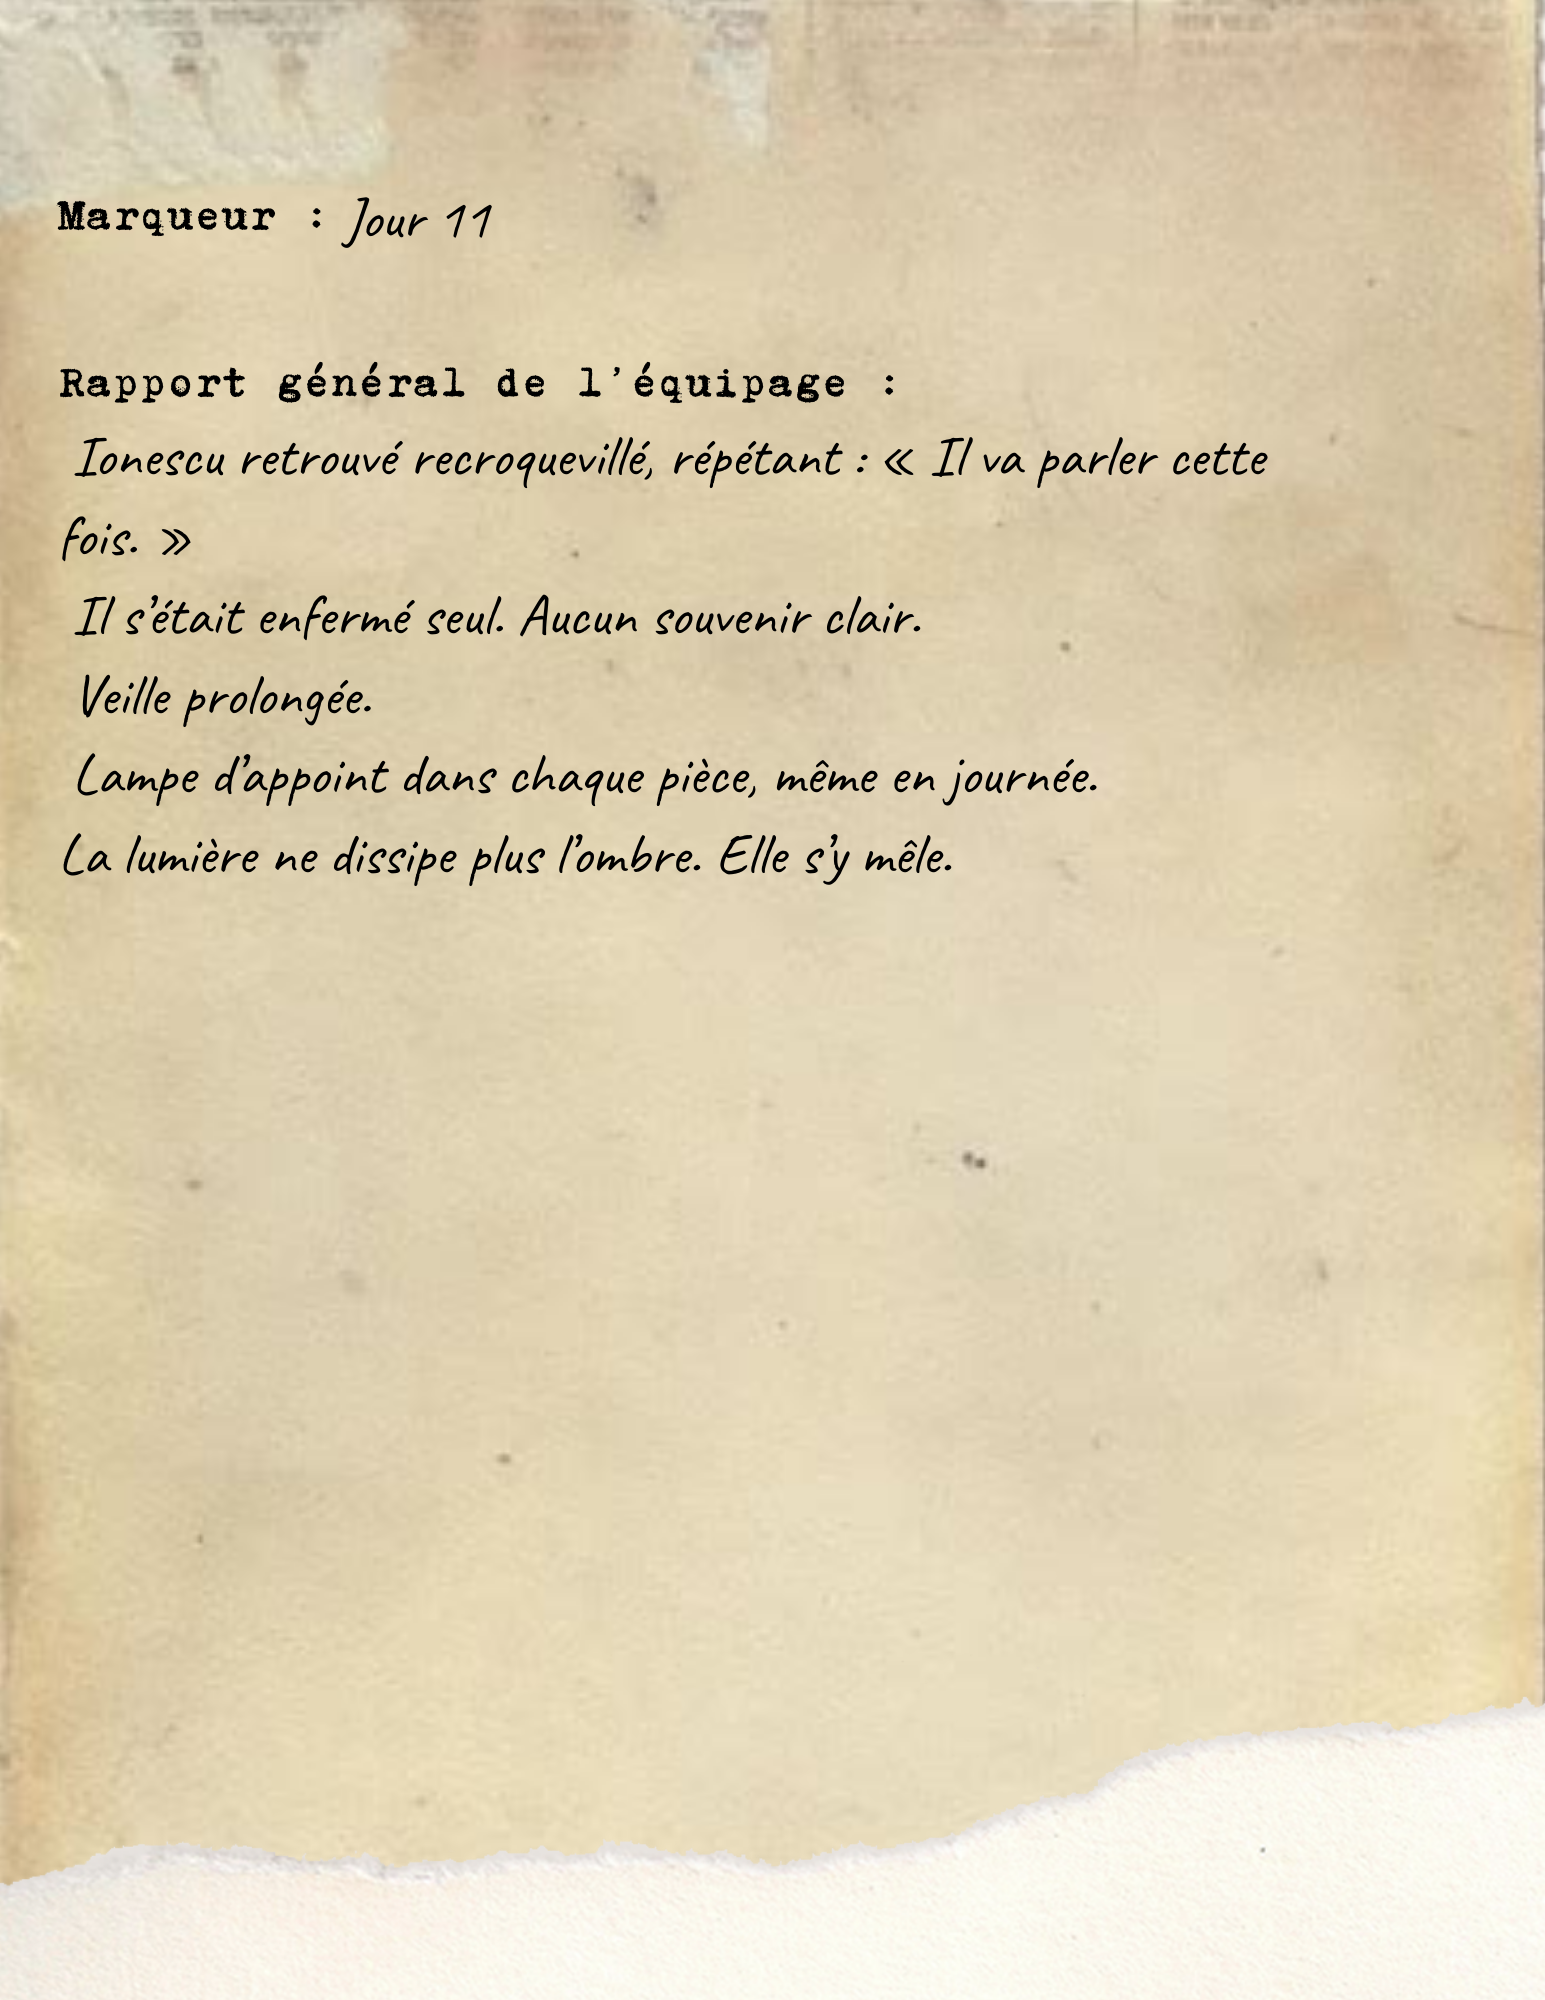 Marqueur : Jour 11
Rapport général de l'équipage :
Ionescu retrouvé recroquevillé, répétant : « Il va parler cette
fois. »
Il s’était enfermé seul. Aucun souvenir clair.
Veille prolongée.
Lampe d’appoint dans chaque pièce, même en journée.
La lumière ne dissipe plus l’ombre. Elle s’y mêle.